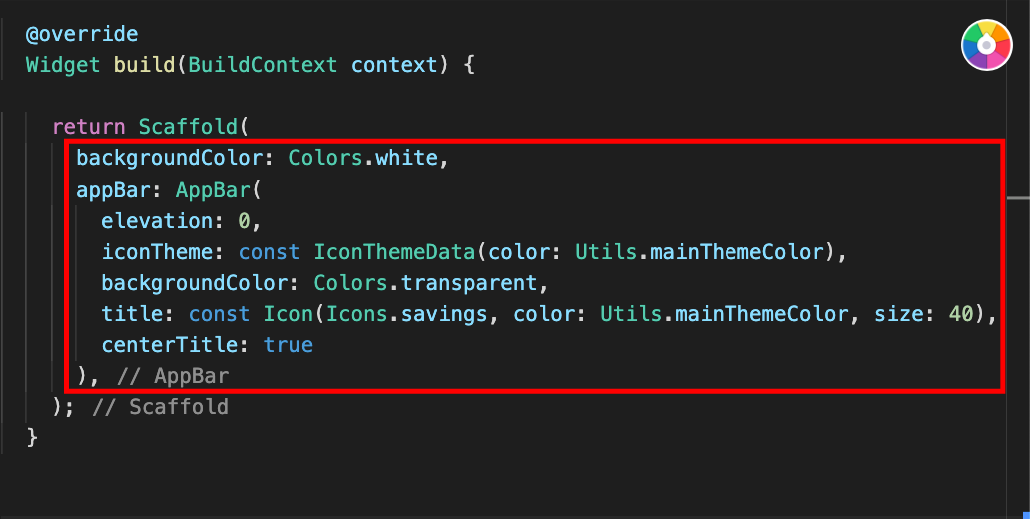 @override
Widget build(BuildContext context) {
return Scaffold(
backgroundColor: Colors.white,
appBar: AppBar(
elevation: 0,
iconTheme: const IconThemeData(color: Utils.mainThemeColor),
backgroundColor: Colors.transparent,
title: const Icon(Icons.savings, color: Utils.mainThemeColor, size: 40),
centerTitle: true
), // AppBar
); // Scaffold
}